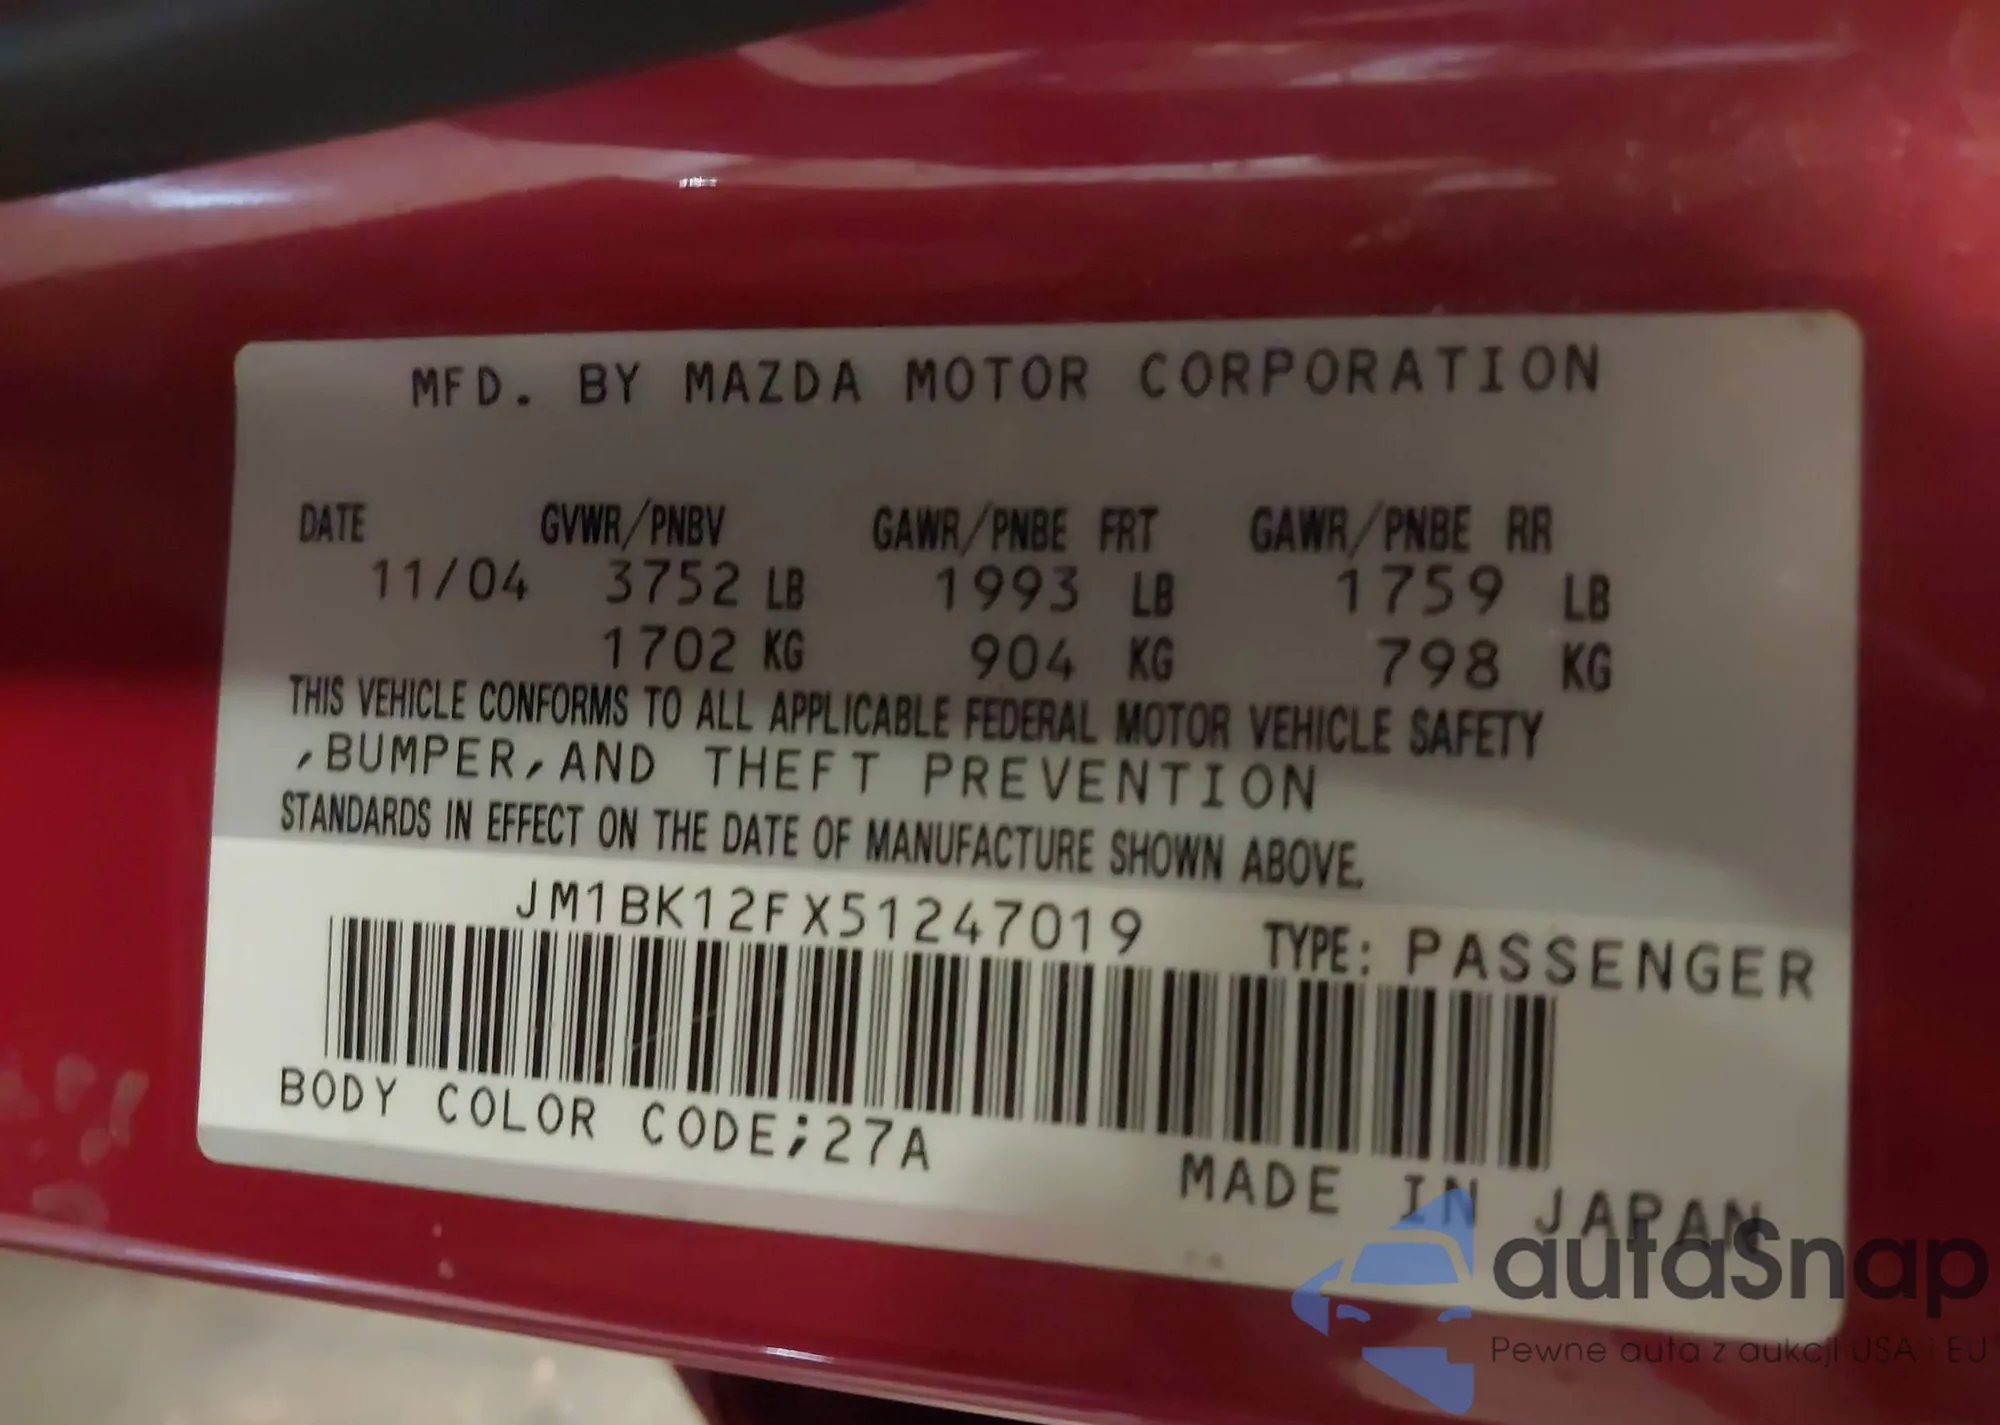 MFD. BY MAZDA MOTOR CORPORATION
DATE GVWR/PNBV GAWR/PNBE FRT GAWR/PNBE RR
11/04 3752 LB 1993 LB 1759 LB
1702 KG 904 KG 798 KG
THIS VEHICLE CONFORMS TO ALL APPLICABLE FEDERAL MOTOR VEHICLE SAFETY
,BUMPER,AND THEFT PREVENTION
STANDARDS IN EFFECT ON THE DATE OF MANUFACTURE SHOWN ABOVE.
JM1BK12FX51247019 TYPE: PASSENGER
BODY COLOR CODE;27A
MADE IN JAPAN
autaSnap
Pewne auta z aukcji USA i EU